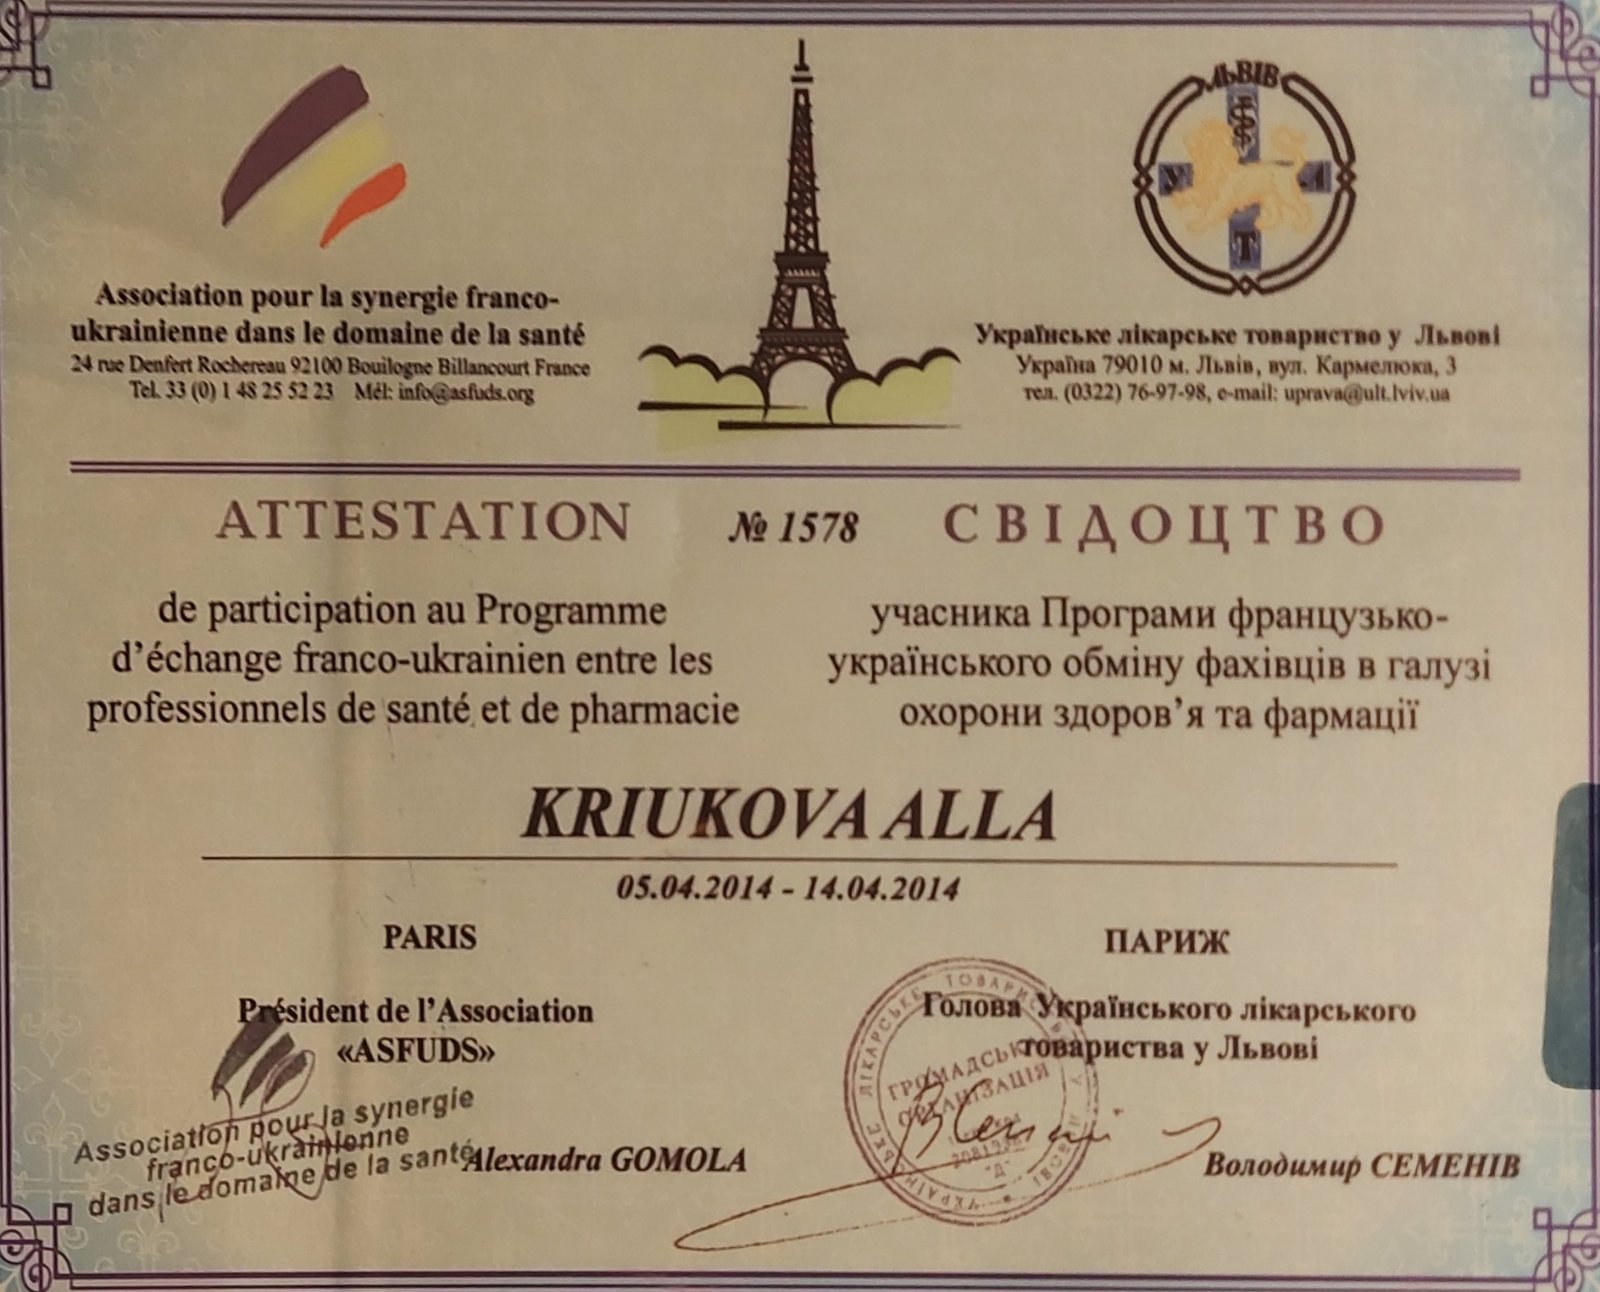 ЛЬВІВ
У Л
Т
Association pour la synergie franco-
ukrainienne dans le domaine de la santé
24 rue Denfert Rochereau 92100 Bouilogne Billancourt France
Tel. 33 (0) 1 48 25 52 23 Mél: info@asfuds.org
Українське лікарське товариство у Львові
Україна 79010 м. Львів, вул. Кармелюка, 3
тел. (0322) 76-97-98, e-mail: uprava@ult.lviv.ua
ATTESTATION № 1578 СВІДОЦТВО
de participation au Programme
d'échange franco-ukrainien entre les
professionnels de santé et de pharmacie
учасника Програми французько-
українського обміну фахівців в галузі
охорони здоров'я та фармації
KRIUKOVA ALLA
05.04.2014 - 14.04.2014
PARIS
Président de l'Association
«ASFUDS»
Association pour la synergie
franco-ukrainienne
dans le domaine de la santé
Alexandra GOMOLA
ПАРИЖ
Голова Українського лікарського
товариства у Львові
ГРОМАДСЬКА
ОРГАНІЗАЦІЯ
"Д"
Володимир СЕМЕНІВ